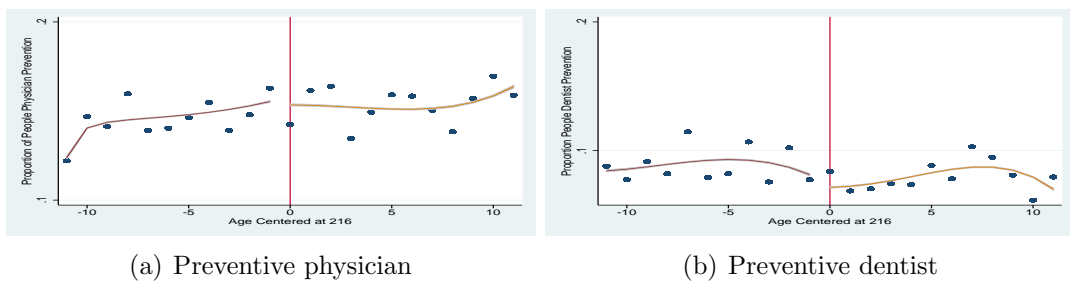 Proportion of People Physician Prevention
.2
.1
-10 -5 0 5 10
Age Centered at 216
(a) Preventive physician
Proportion People Dentist Prevention
.2
.1
-10 -5 0 5 10
Age Centered at 216
(b) Preventive dentist